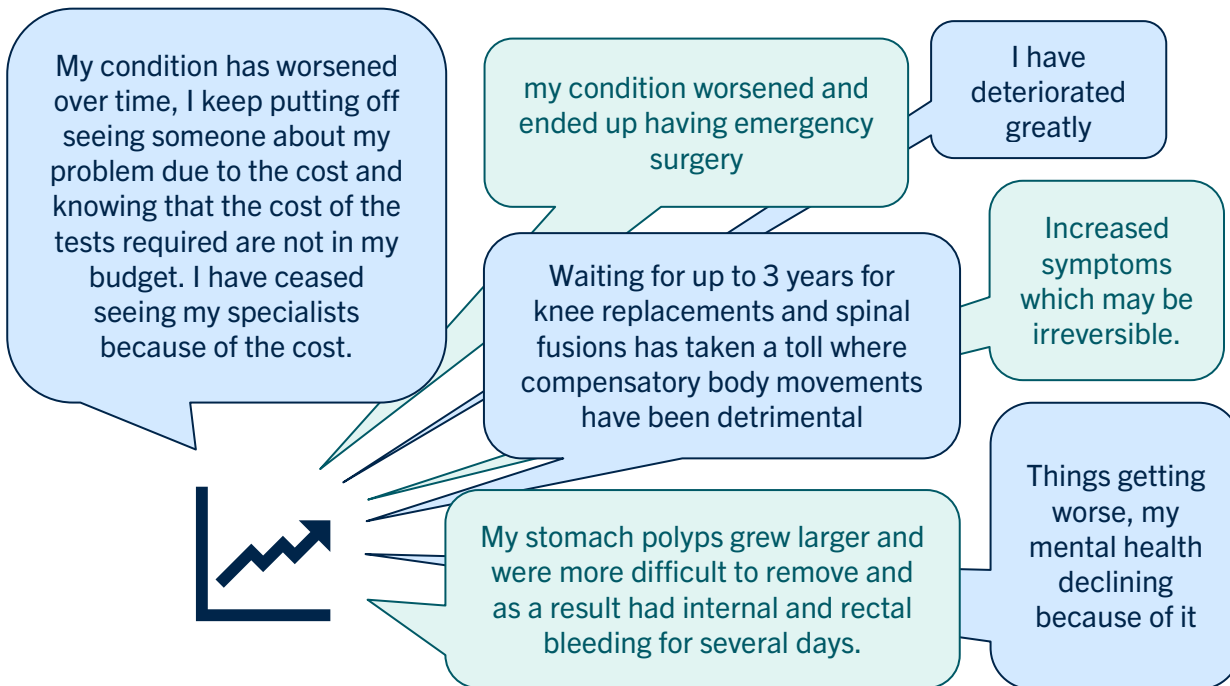 My condition has worsened
over time, I keep putting off
seeing someone about my
problem due to the cost and
knowing that the cost of the
tests required are not in my
budget. I have ceased
seeing my specialists
because of the cost.
my condition worsened and
ended up having emergency
surgery
I have
deteriorated
greatly
Waiting for up to 3 years for
knee replacements and spinal
fusions has taken a toll where
compensatory body movements
have been detrimental
Increased
symptoms
which may be
irreversible.
My stomach polyps grew larger and
were more difficult to remove and
as a result had internal and rectal
bleeding for several days.
Things getting
worse, my
mental health
declining
because of it